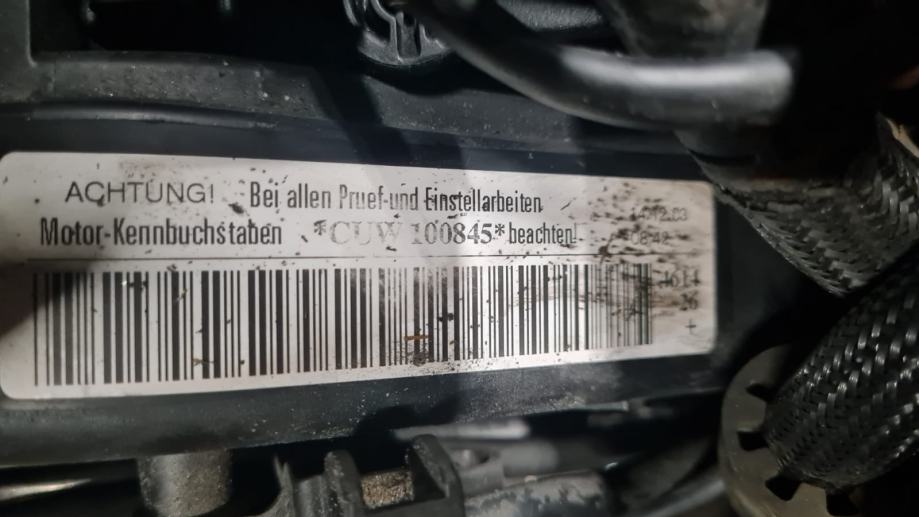 ACHTUNG! Bei allen Pruef-und Einstellarbeiten
Motor-Kennbuchstaben *CUW 100845* beachten!